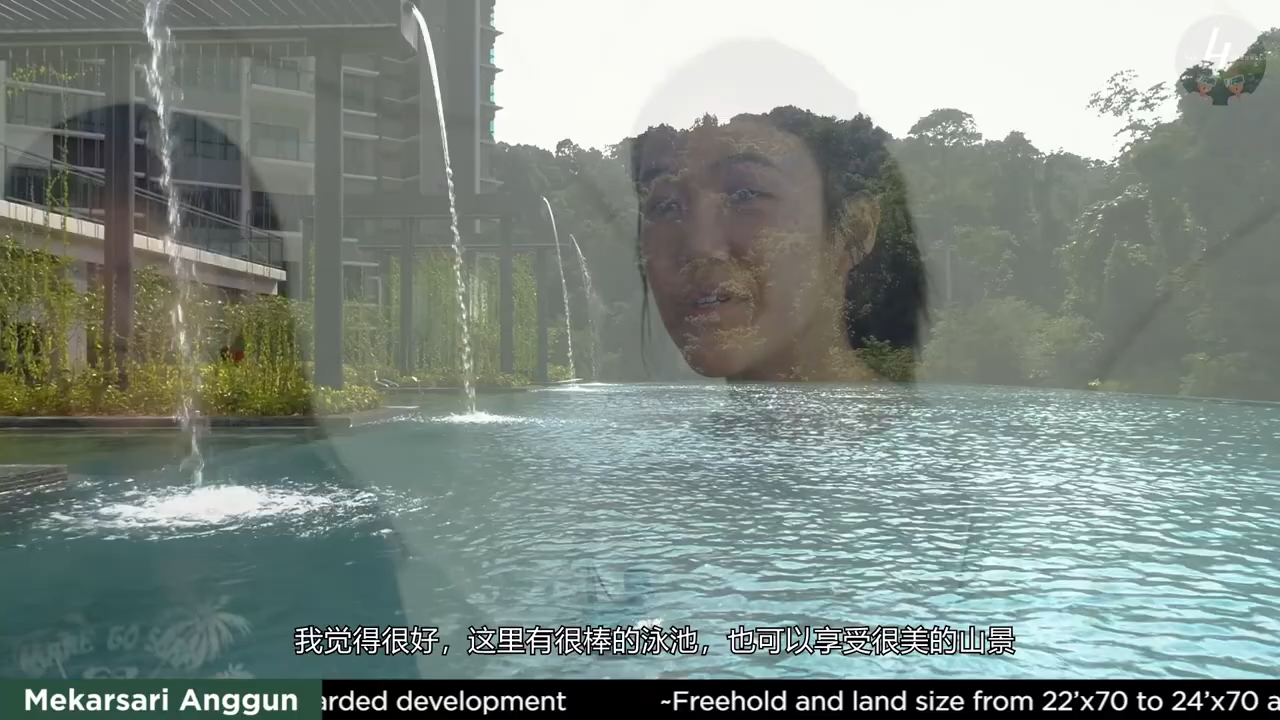 4
我觉得很好，这里有很棒的泳池，也可以享受很美的山景
Mekarsari Anggun
arded development ~Freehold and land size from 22’x70 to 24’x70 a